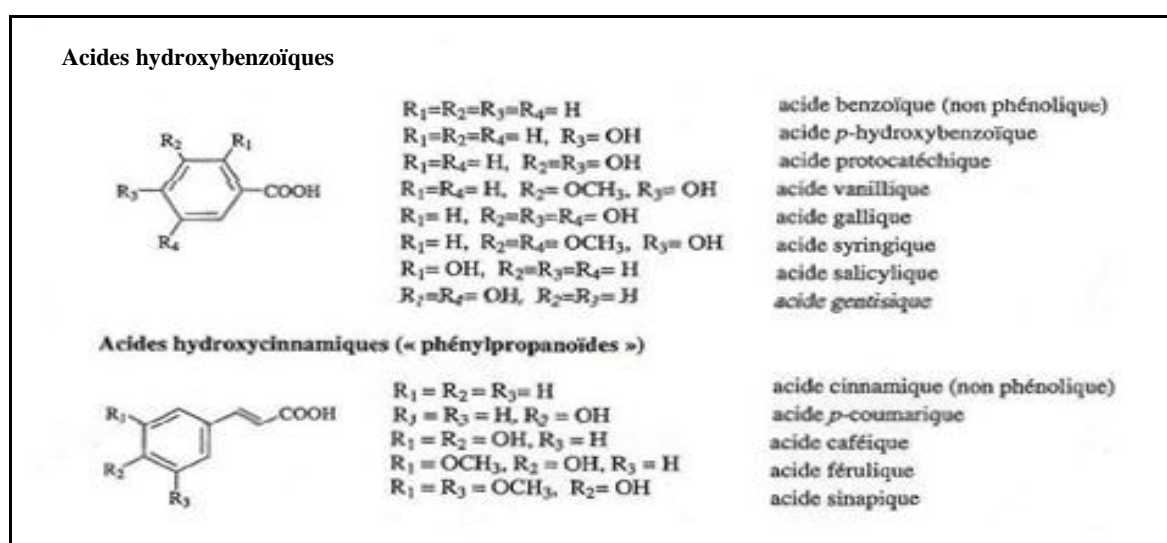 Acides hydroxybenzoïques
R₁=R₂=R₃=R₄= H acide benzoïque (non phénolique)
R₁=R₂=R₄= H, R₃= OH acide p-hydroxybenzoïque
R₁=R₄= H, R₂=R₃= OH acide protocatéchique
R₁=R₄= H, R₂= OCH₃, R₃= OH acide vanillique
R₁= H, R₂=R₃=R₄= OH acide gallique
R₁= H, R₂=R₄= OCH₃, R₃= OH acide syringique
R₁= OH, R₂=R₃=R₄= H acide salicylique
R₁=R₄= OH, R₂=R₃= H acide gentisique
R₂ R₁
R₃ COOH
R₄
Acides hydroxycinnamiques (« phénylpropanoïdes »)
R₁ = R₂ = R₃ = H acide cinnamique (non phénolique)
R₁ = R₃ = H, R₂ = OH acide p-coumarique
R₁ = R₂ = OH, R₃ = H acide caféique
R₁ = OCH₃, R₂ = OH, R₃ = H acide férulique
R₁ = R₃ = OCH₃, R₂= OH acide sinapique
R₁ COOH
R₂
R₃